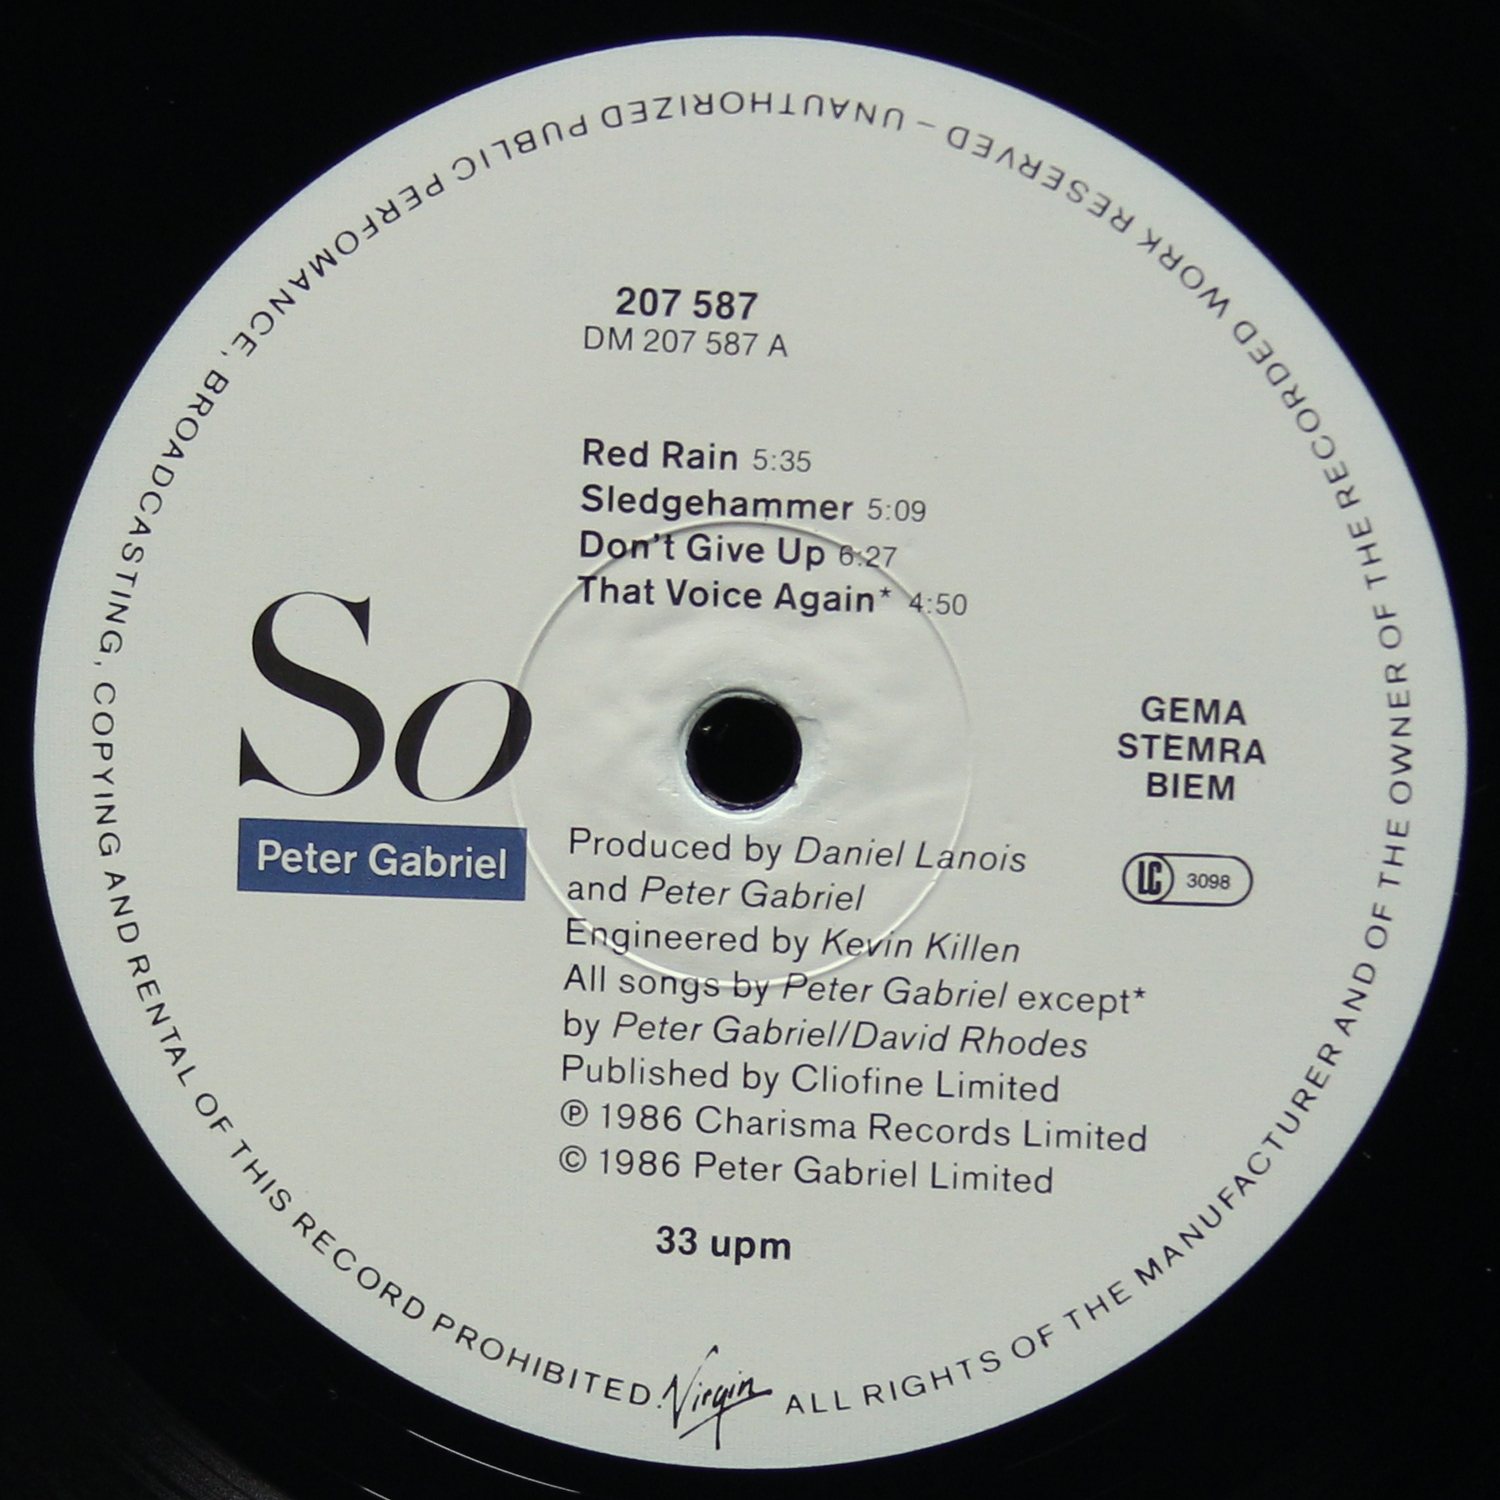 207 587
DM 207 587 A
Red Rain 5:35
Sledgehammer 5:09
Don't Give Up 6:27
That Voice Again* 4:50
So
Peter Gabriel
GEMA
STEMRA
BIEM
LC 3098
Produced by Daniel Lanois
and Peter Gabriel
Engineered by Kevin Killen
All songs by Peter Gabriel except*
by Peter Gabriel/David Rhodes
Published by Cliofine Limited
℗ 1986 Charisma Records Limited
© 1986 Peter Gabriel Limited
33 upm
Virgin
ALL RIGHTS OF THE MANUFACTURER AND OF THE OWNER OF THE RECORDED WORK RESERVED – UNAUTHORIZED PUBLIC PERFOMANCE, BROADCASTING, COPYING AND RENTAL OF THIS RECORD PROHIBITED.